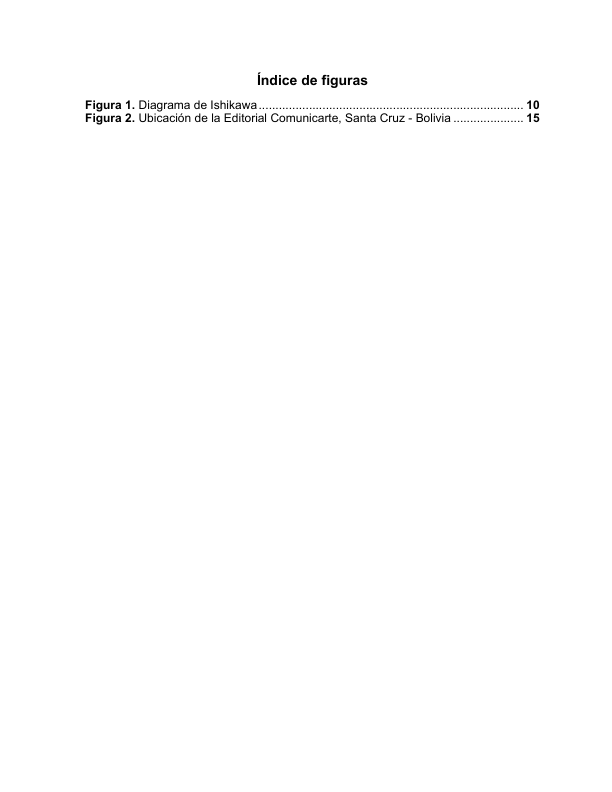 Índice de figuras
Figura 1. Diagrama de Ishikawa............................................................................... 10
Figura 2. Ubicación de la Editorial Comunicarte, Santa Cruz - Bolivia ..................... 15